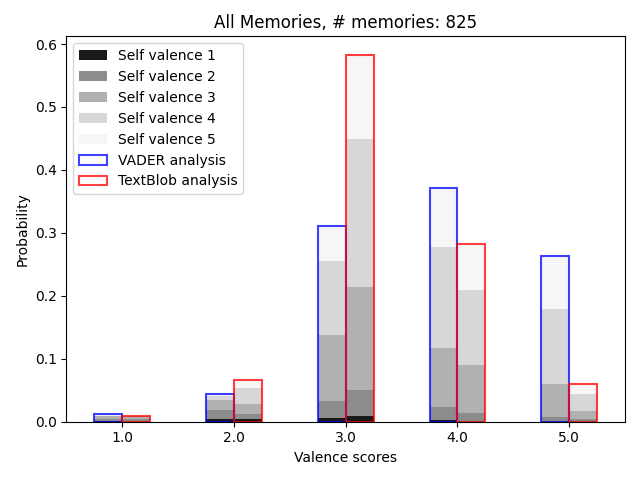 All Memories, # memories: 825
Self valence 1
Self valence 2
Self valence 3
Self valence 4
Self valence 5
VADER analysis
TextBlob analysis
Probability
0.6
0.5
0.4
0.3
0.2
0.1
0.0
1.0 2.0 3.0 4.0 5.0
Valence scores